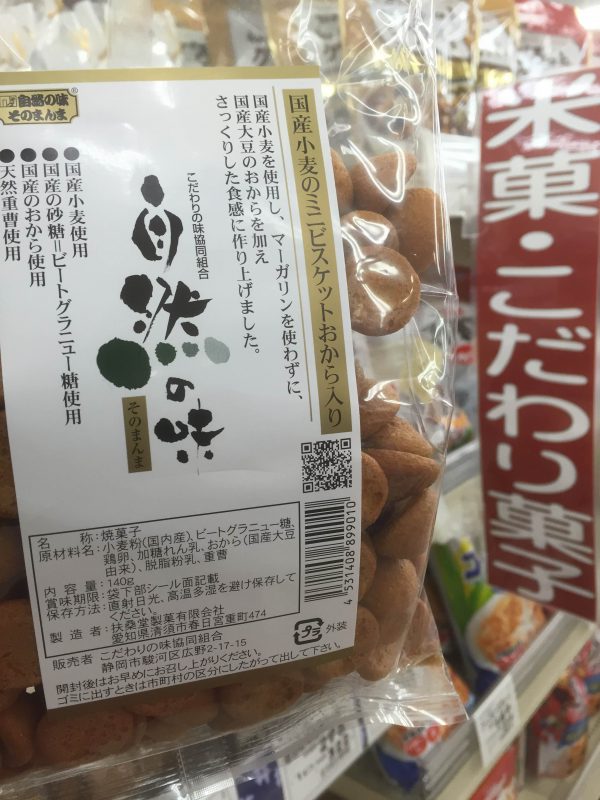 自然の味
そのまんま
国産小麦のミニビスケットおから入り
国産小麦を使用し、マーガリンを使わずに、
国産大豆のおからを加え
さっくりした食感に作り上げました。
こだわりの味協同組合
自然の味
そのまんま
●国産小麦使用
●国産の砂糖=ビートグラニュー糖使用
●国産のおから使用
●天然重曹使用
名称:焼菓子
原材料名:小麦粉(国内産)、ビートグラニュー糖、
鶏卵、加糖れん乳、おから(国産大豆
由来)、脱脂粉乳、重曹
内容量:140g
賞味期限:袋下部シール面記載
保存方法:直射日光、高温多湿を避け保存して
ください。
製造者:扶桑堂製菓有限会社
愛知県清須市春日宮重町474
販売者 こだわりの味協同組合
静岡市駿河区広野2-17-15
開封後はお早めにお召し上がりください。
ゴミに出すときは市町村の区分にしたがって出して下さい。
4531408899010
プラ
外装
米菓・こだわり菓子